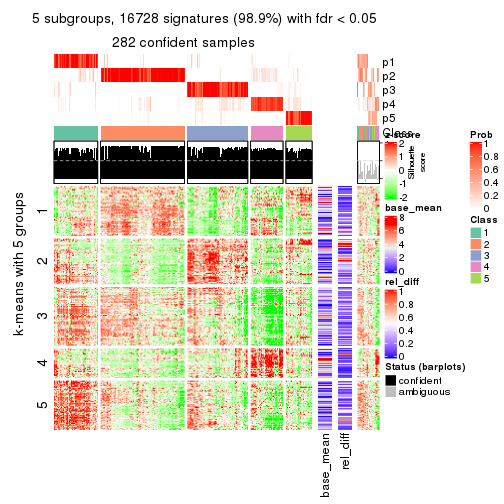 5 subgroups, 16728 signatures (98.9%) with fdr < 0.05
282 confident samples
p1
p2
p3
p4
p5
Class
Silhouette
score
k-means with 5 groups
1
2
3
4
5
base_mean
rel_diff
z-score
2
1
0
-1
-2
base_mean
8
6
4
2
0
rel_diff
1
0.8
0.6
0.4
0.2
0
Status (barplots)
confident
ambiguous
Prob
1
0.8
0.6
0.4
0.2
0
Class
1
2
3
4
5